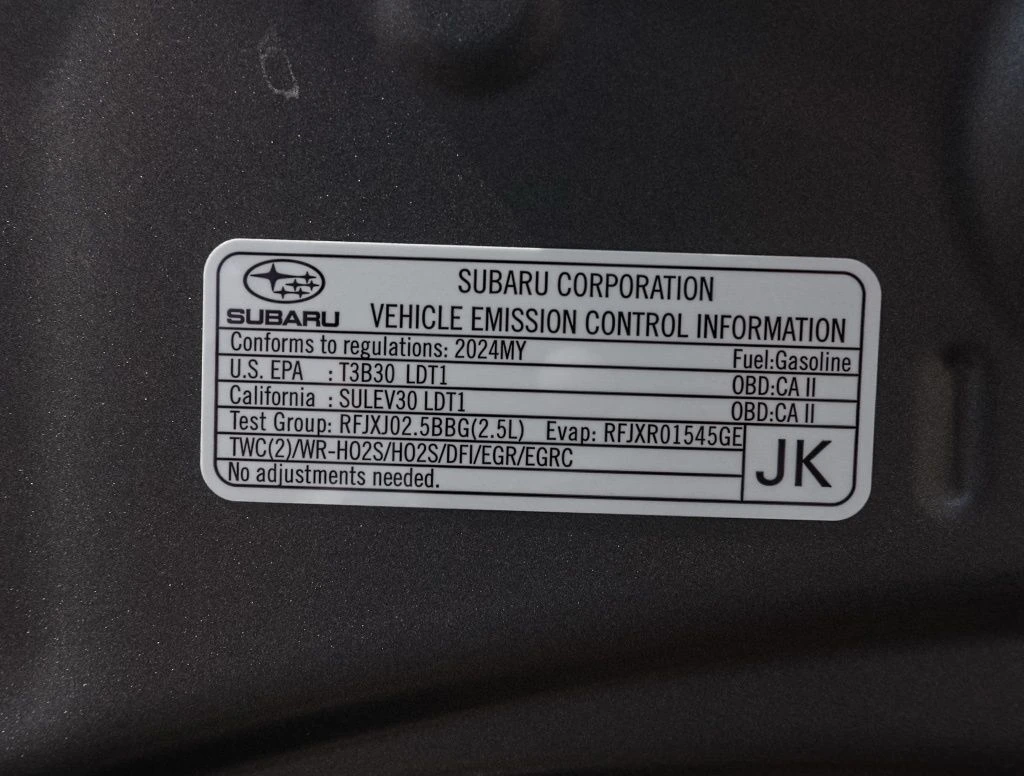 SUBARU
SUBARU CORPORATION
VEHICLE EMISSION CONTROL INFORMATION
Conforms to regulations: 2024MY Fuel:Gasoline
U.S. EPA : T3B30 LDT1 OBD:CA II
California : SULEV30 LDT1 OBD:CA II
Test Group: RFJXJ02.5BBG(2.5L) Evap: RFJXR01545GE
TWC(2)/WR-HO2S/HO2S/DFI/EGR/EGRC
No adjustments needed.
JK